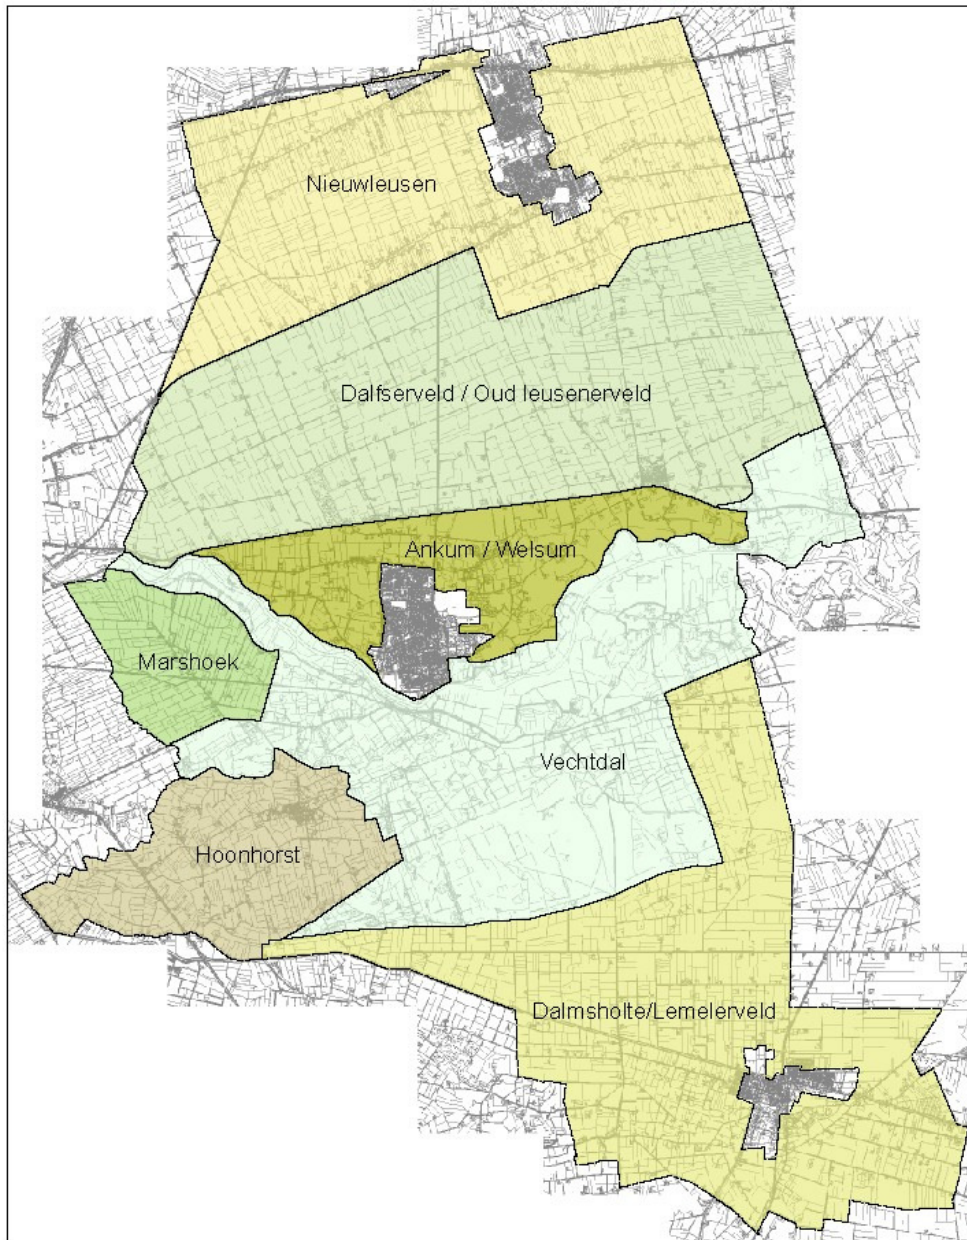 Nieuwleusen
Dalfserveld / Oud leusenerveld
Ankum / Welsum
Marshoek
Vechtdal
Hoonhorst
Dalmsholte/Lemelerveld